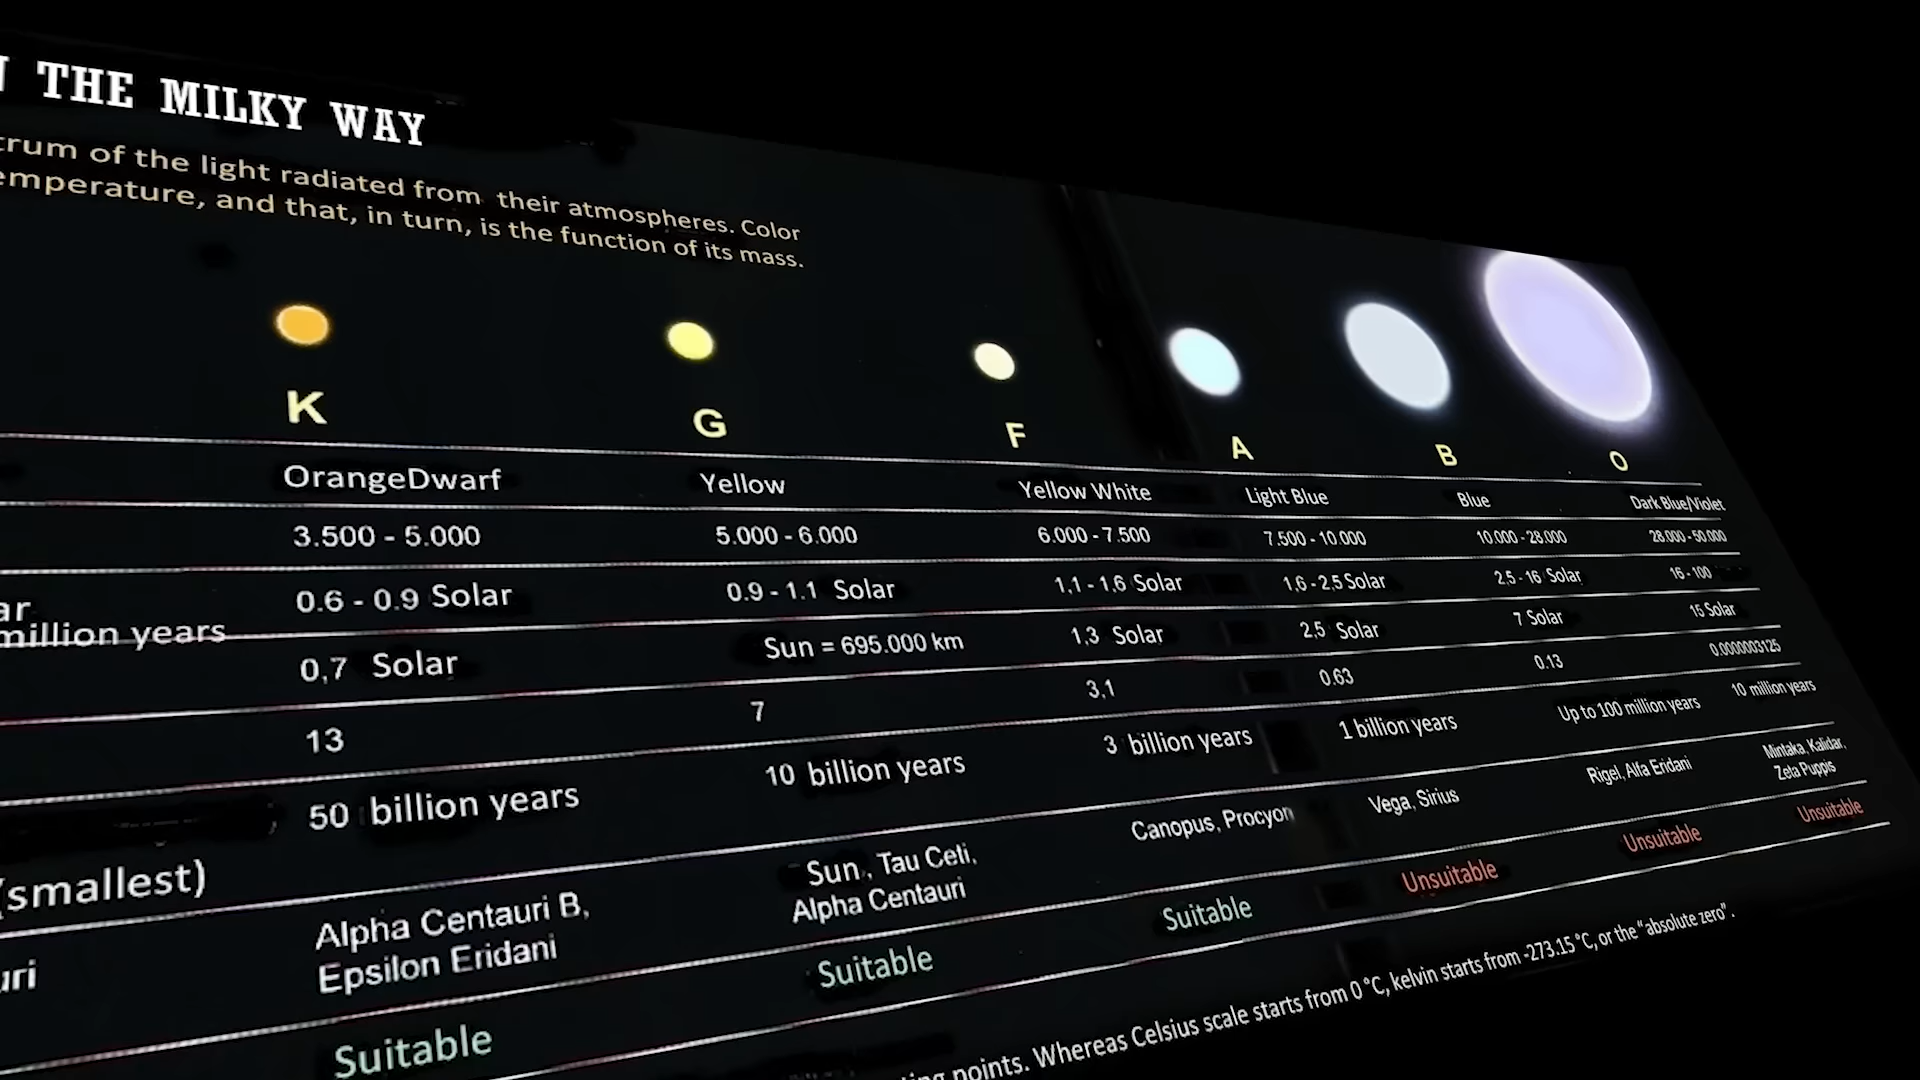 THE MILKY WAY
of the light radiated from their atmospheres. Color
and that, in turn, is the function of its mass.
K G F A B O
OrangeDwarf Yellow Yellow White Light Blue Blue Dark Blue/Violet
3.500 - 5.000 5.000 - 6.000 6.000 - 7.500 7.500 - 10.000 10.000 - 28.000 28.000 - 50.000
0.6 - 0.9 Solar 0.9 - 1.1 Solar 1,1 - 1,6 Solar 1,6 - 2,5 Solar 2.5 - 16 Solar 16 - 100
million years 0,7 Solar Sun = 695.000 km 1,3 Solar 2.5 Solar 7 Solar 15 Solar
13 7 3,1 0.63 0.13 0.000003125
50 billion years 10 billion years 3 billion years 1 billion years Up to 100 million years 10 million years
(smallest)
Alpha Centauri B, Sun, Tau Ceti, Canopus, Procyon Vega, Sirius Rigel, Alfa Eridani Mintaka, Kalidar,
Epsilon Eridani Alpha Centauri Zeta Puppis
Suitable Suitable Suitable Unsuitable Unsuitable Unsuitable
points. Whereas Celsius scale starts from 0 °C, kelvin starts from -273.15 °C, or the "absolute zero".